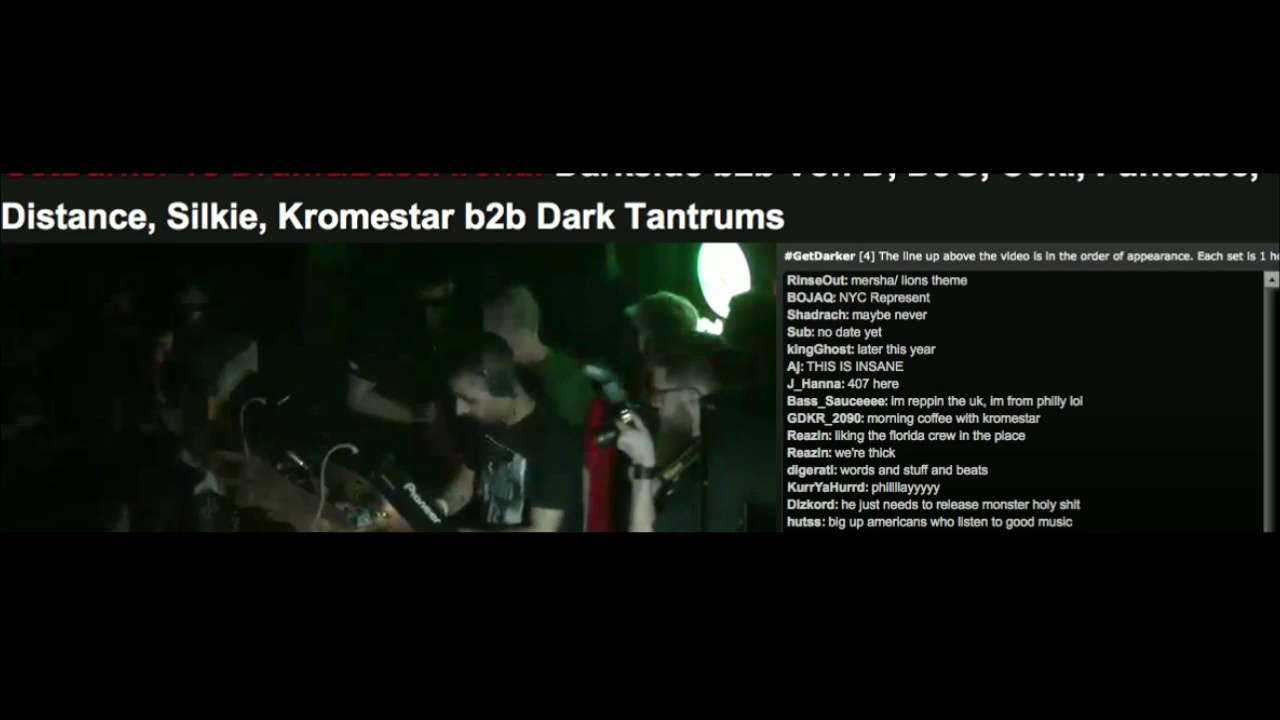 Distance, Silkie, Kromestar b2b Dark Tantrums
#GetDarker [4] The line up above the video is in the order of appearance. Each set is 1
RinseOut: mersha/ lions theme
BOJAQ: NYC Represent
Shadrach: maybe never
Sub: no date yet
kingGhost: later this year
Aj: THIS IS INSANE
J_Hanna: 407 here
Bass_Sauceeee: im reppin the uk, im from philly lol
GDKR_2090: morning coffee with kromestar
Reazin: liking the florida crew in the place
Reazin: we're thick
digerati: words and stuff and beats
KurrYaHurrd: phillllayyyyy
Dizkord: he just needs to release monster holy shit
hutss: big up americans who listen to good music
Pioneer